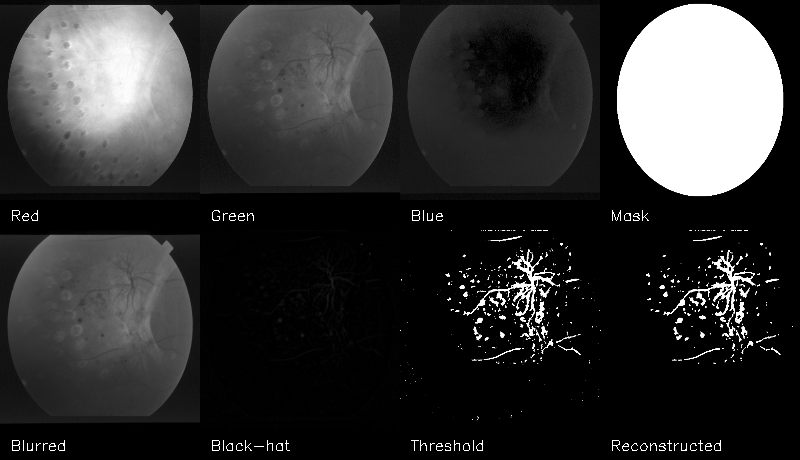 Red
Green
Blue
Mask
Blurred
Black-hat
Threshold
Reconstructed